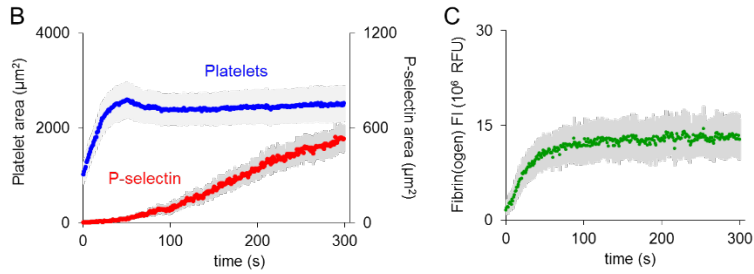 B
4000
2000
0
Platelet area (µm²)
Platelets
P-selectin
1200
600
0
P-selectin area (µm²)
0
100
200
300
time (s)
C
30
15
0
Fibrin(ogen) FI (10⁶ RFU)
0
100
200
300
time (s)